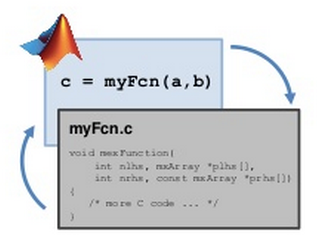 c = myFcn(a,b)
myFcn.c
void mexFunction(
int nlhs, mxArray *plhs[],
int nrhs, const mxArray *prhs[])
{
/* more C code ... */
}